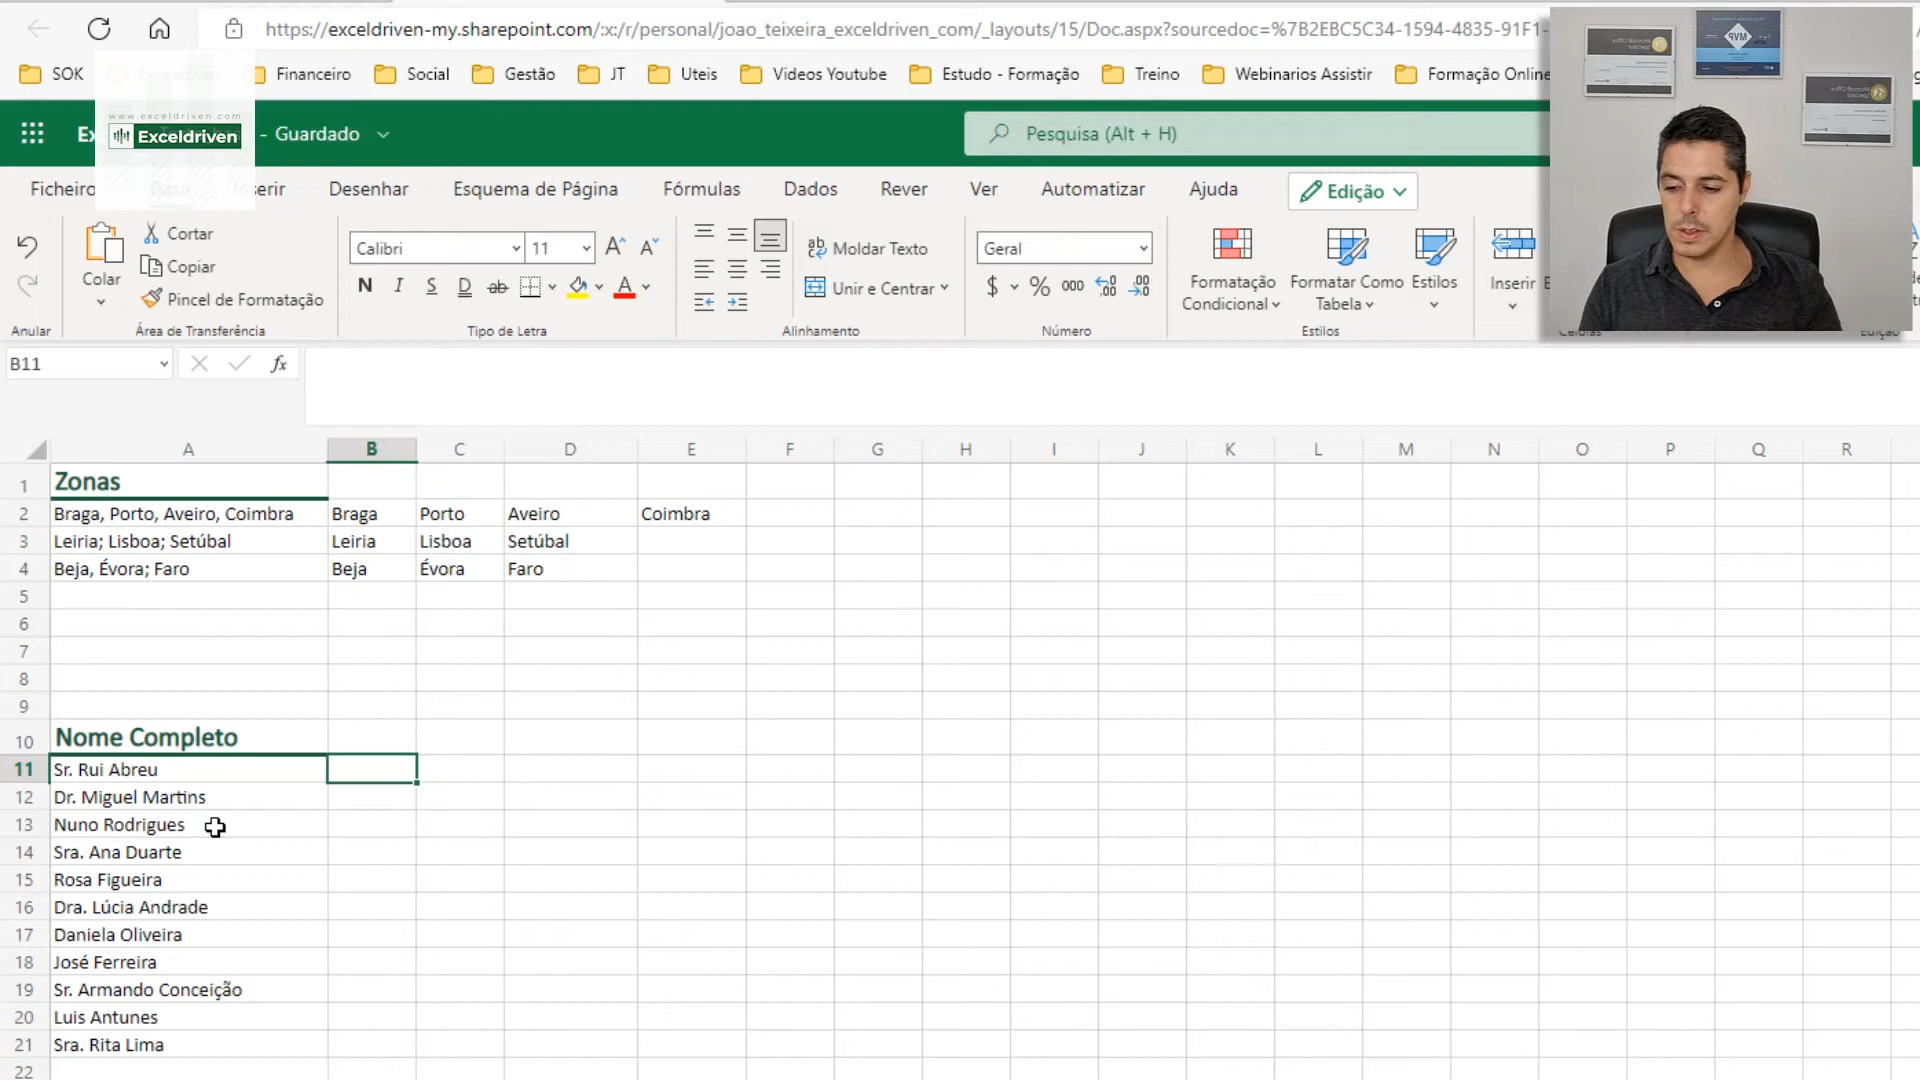 https://exceldriven-my.sharepoint.com/:x:/r/personal/joao_teixeira_exceldriven_com/_layouts/15/Doc.aspx?sourcedoc=%7B2EBC5C34-1594-4835-91F1-
SOK Exceldriven Financeiro Social Gestão JT Uteis Videos Youtube Estudo - Formação Treino Webinarios Assistir Formação Online
www.exceldriven.com
Exceldriven
- Guardado
Pesquisa (Alt + H)
Ficheiro Inserir Desenhar Esquema de Página Fórmulas Dados Rever Ver Automatizar Ajuda Edição
Colar
Cortar
Copiar
Pincel de Formatação
Calibri 11
N I S D ab
Moldar Texto
Unir e Centrar
Geral
$ % 000
Formatação Condicional
Formatar Como Tabela
Estilos
Inserir
Anular Área de Transferência Tipo de Letra Alinhamento Número Estilos Células Edição
B11 fx
A B C D E F G H I J K L M N O P Q R
1 Zonas
2 Braga, Porto, Aveiro, Coimbra Braga Porto Aveiro Coimbra
3 Leiria; Lisboa; Setúbal Leiria Lisboa Setúbal
4 Beja, Évora; Faro Beja Évora Faro
5
6
7
8
9
10 Nome Completo
11 Sr. Rui Abreu
12 Dr. Miguel Martins
13 Nuno Rodrigues
14 Sra. Ana Duarte
15 Rosa Figueira
16 Dra. Lúcia Andrade
17 Daniela Oliveira
18 José Ferreira
19 Sr. Armando Conceição
20 Luis Antunes
21 Sra. Rita Lima
22